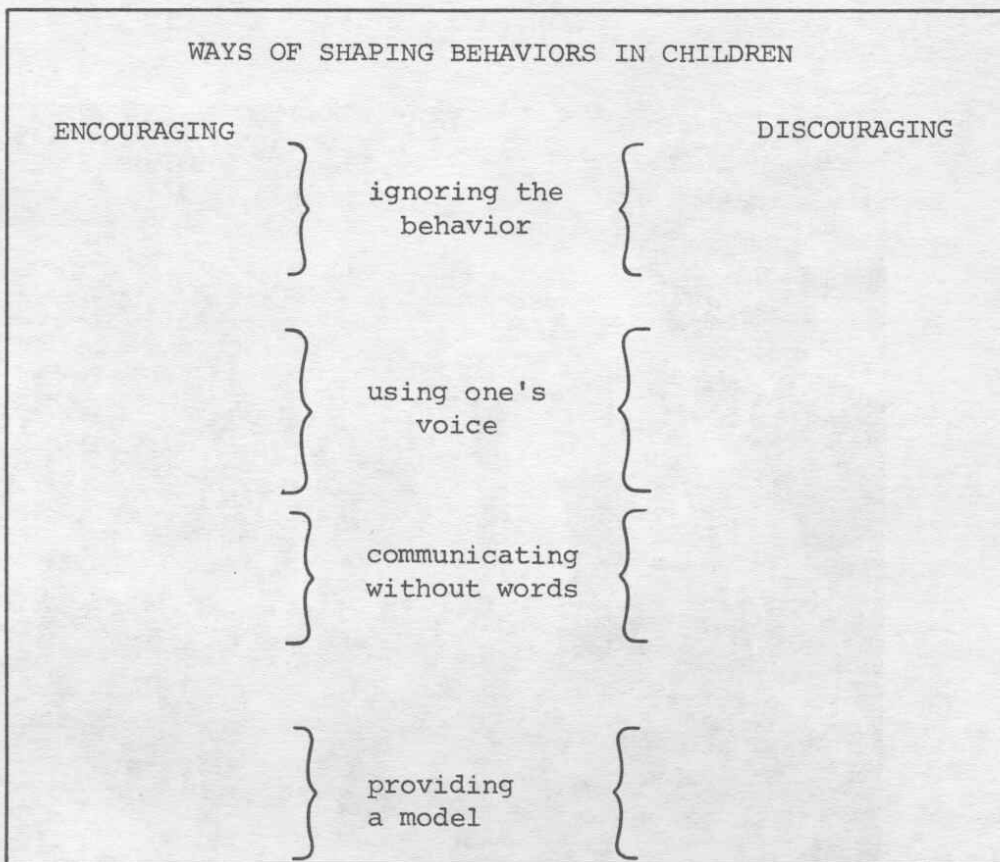 WAYS OF SHAPING BEHAVIORS IN CHILDREN
ENCOURAGING DISCOURAGING
ignoring the
behavior
using one's
voice
communicating
without words
providing
a model